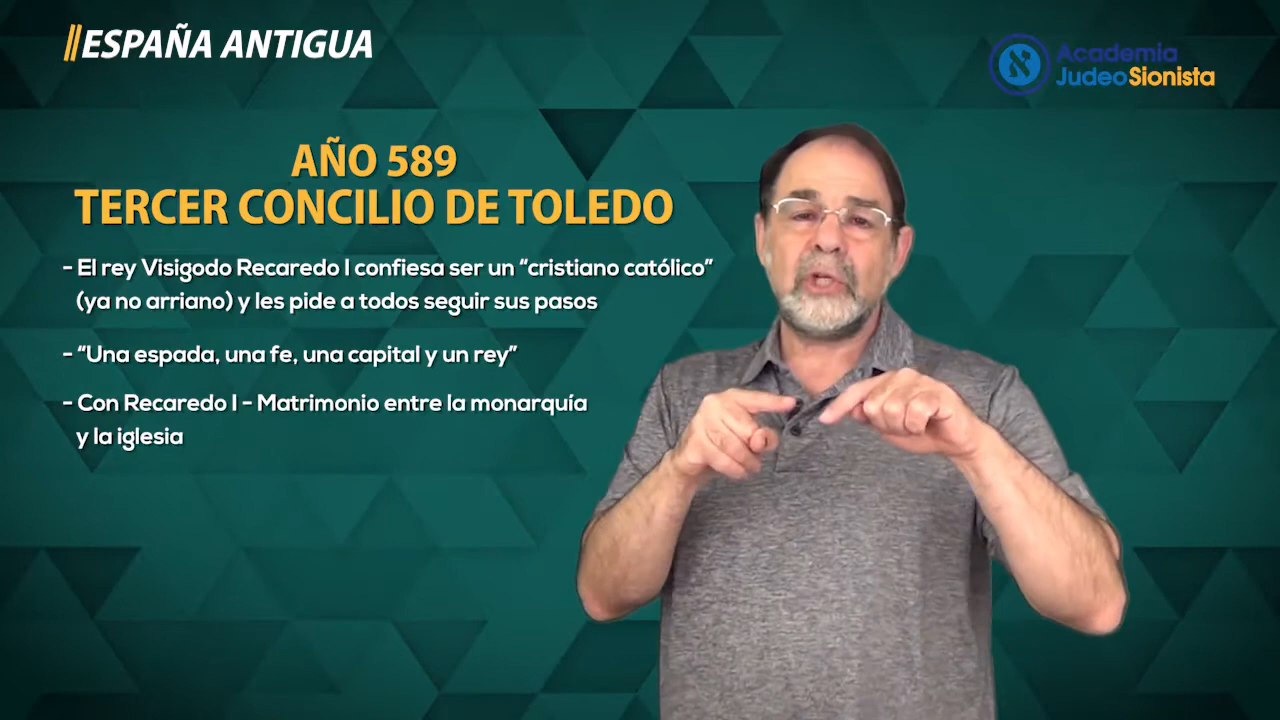 //ESPAÑA ANTIGUA
Academia
JudeoSionista
AÑO 589
TERCER CONCILIO DE TOLEDO
- El rey Visigodo Recaredo I confiesa ser un “cristiano católico”
(ya no arriano) y les pide a todos seguir sus pasos
- “Una espada, una fe, una capital y un rey”
- Con Recaredo I - Matrimonio entre la monarquía
y la iglesia